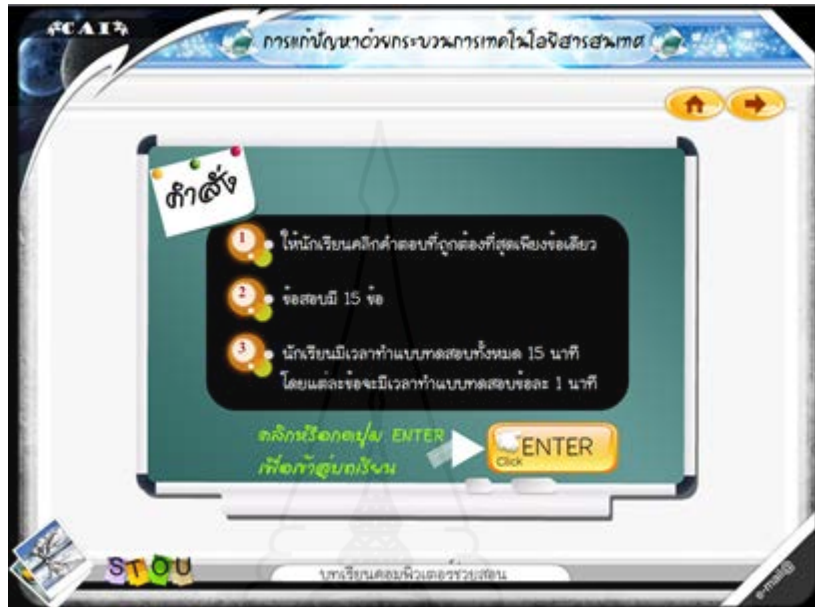 CAI
การแก้ปัญหาด้วยกระบวนการเทคโนโลยีสารสนเทศ
คำสั่ง
1 ให้นักเรียนคลิกคำตอบที่ถูกต้องที่สุดเพียงข้อเดียว
2 ข้อสอบมี 15 ข้อ
3 นักเรียนมีเวลาทำแบบทดสอบทั้งหมด 15 นาที
โดยแต่ละข้อจะมีเวลาทำแบบทดสอบข้อละ 1 นาที
คลิกหรือกดปุ่ม ENTER
เพื่อเข้าสู่บทเรียน
ENTER
Click
STOU
บทเรียนคอมพิวเตอร์ช่วยสอน
e-mail@